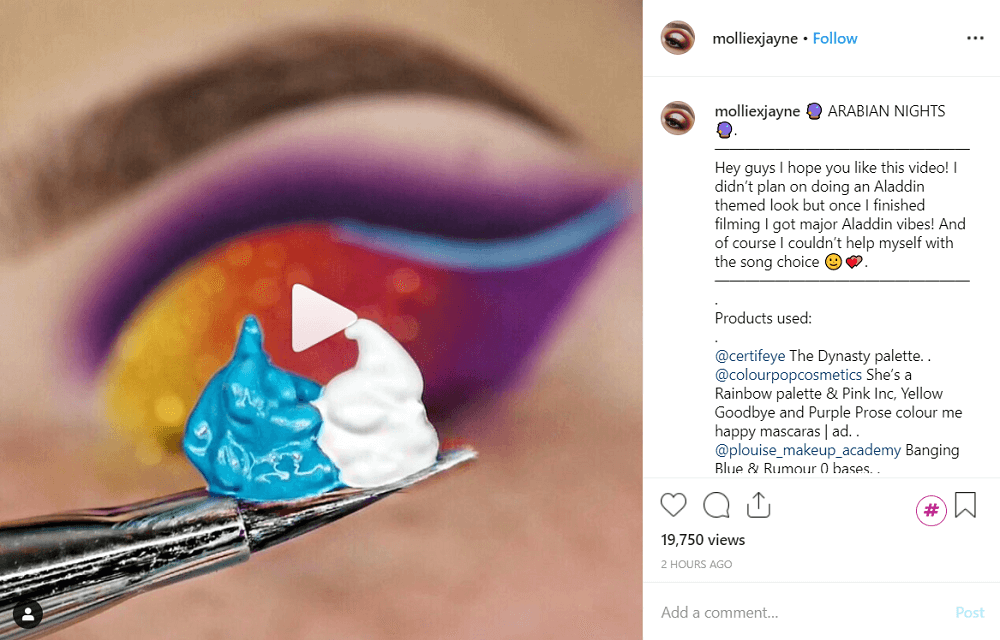 molliexjayne • Follow
molliexjayne 🔮 ARABIAN NIGHTS
🔮.
Hey guys I hope you like this video! I
didn’t plan on doing an Aladdin
themed look but once I finished
filming I got major Aladdin vibes! And
of course I couldn’t help myself with
the song choice 🙂💕.
.
Products used:
.
@certifeye The Dynasty palette. .
@colourpopcosmetics She’s a
Rainbow palette & Pink Inc, Yellow
Goodbye and Purple Prose colour me
happy mascaras | ad. .
@plouise_makeup_academy Banging
Blue & Rumour 0 bases. .
#
19,750 views
2 HOURS AGO
Add a comment...
Post